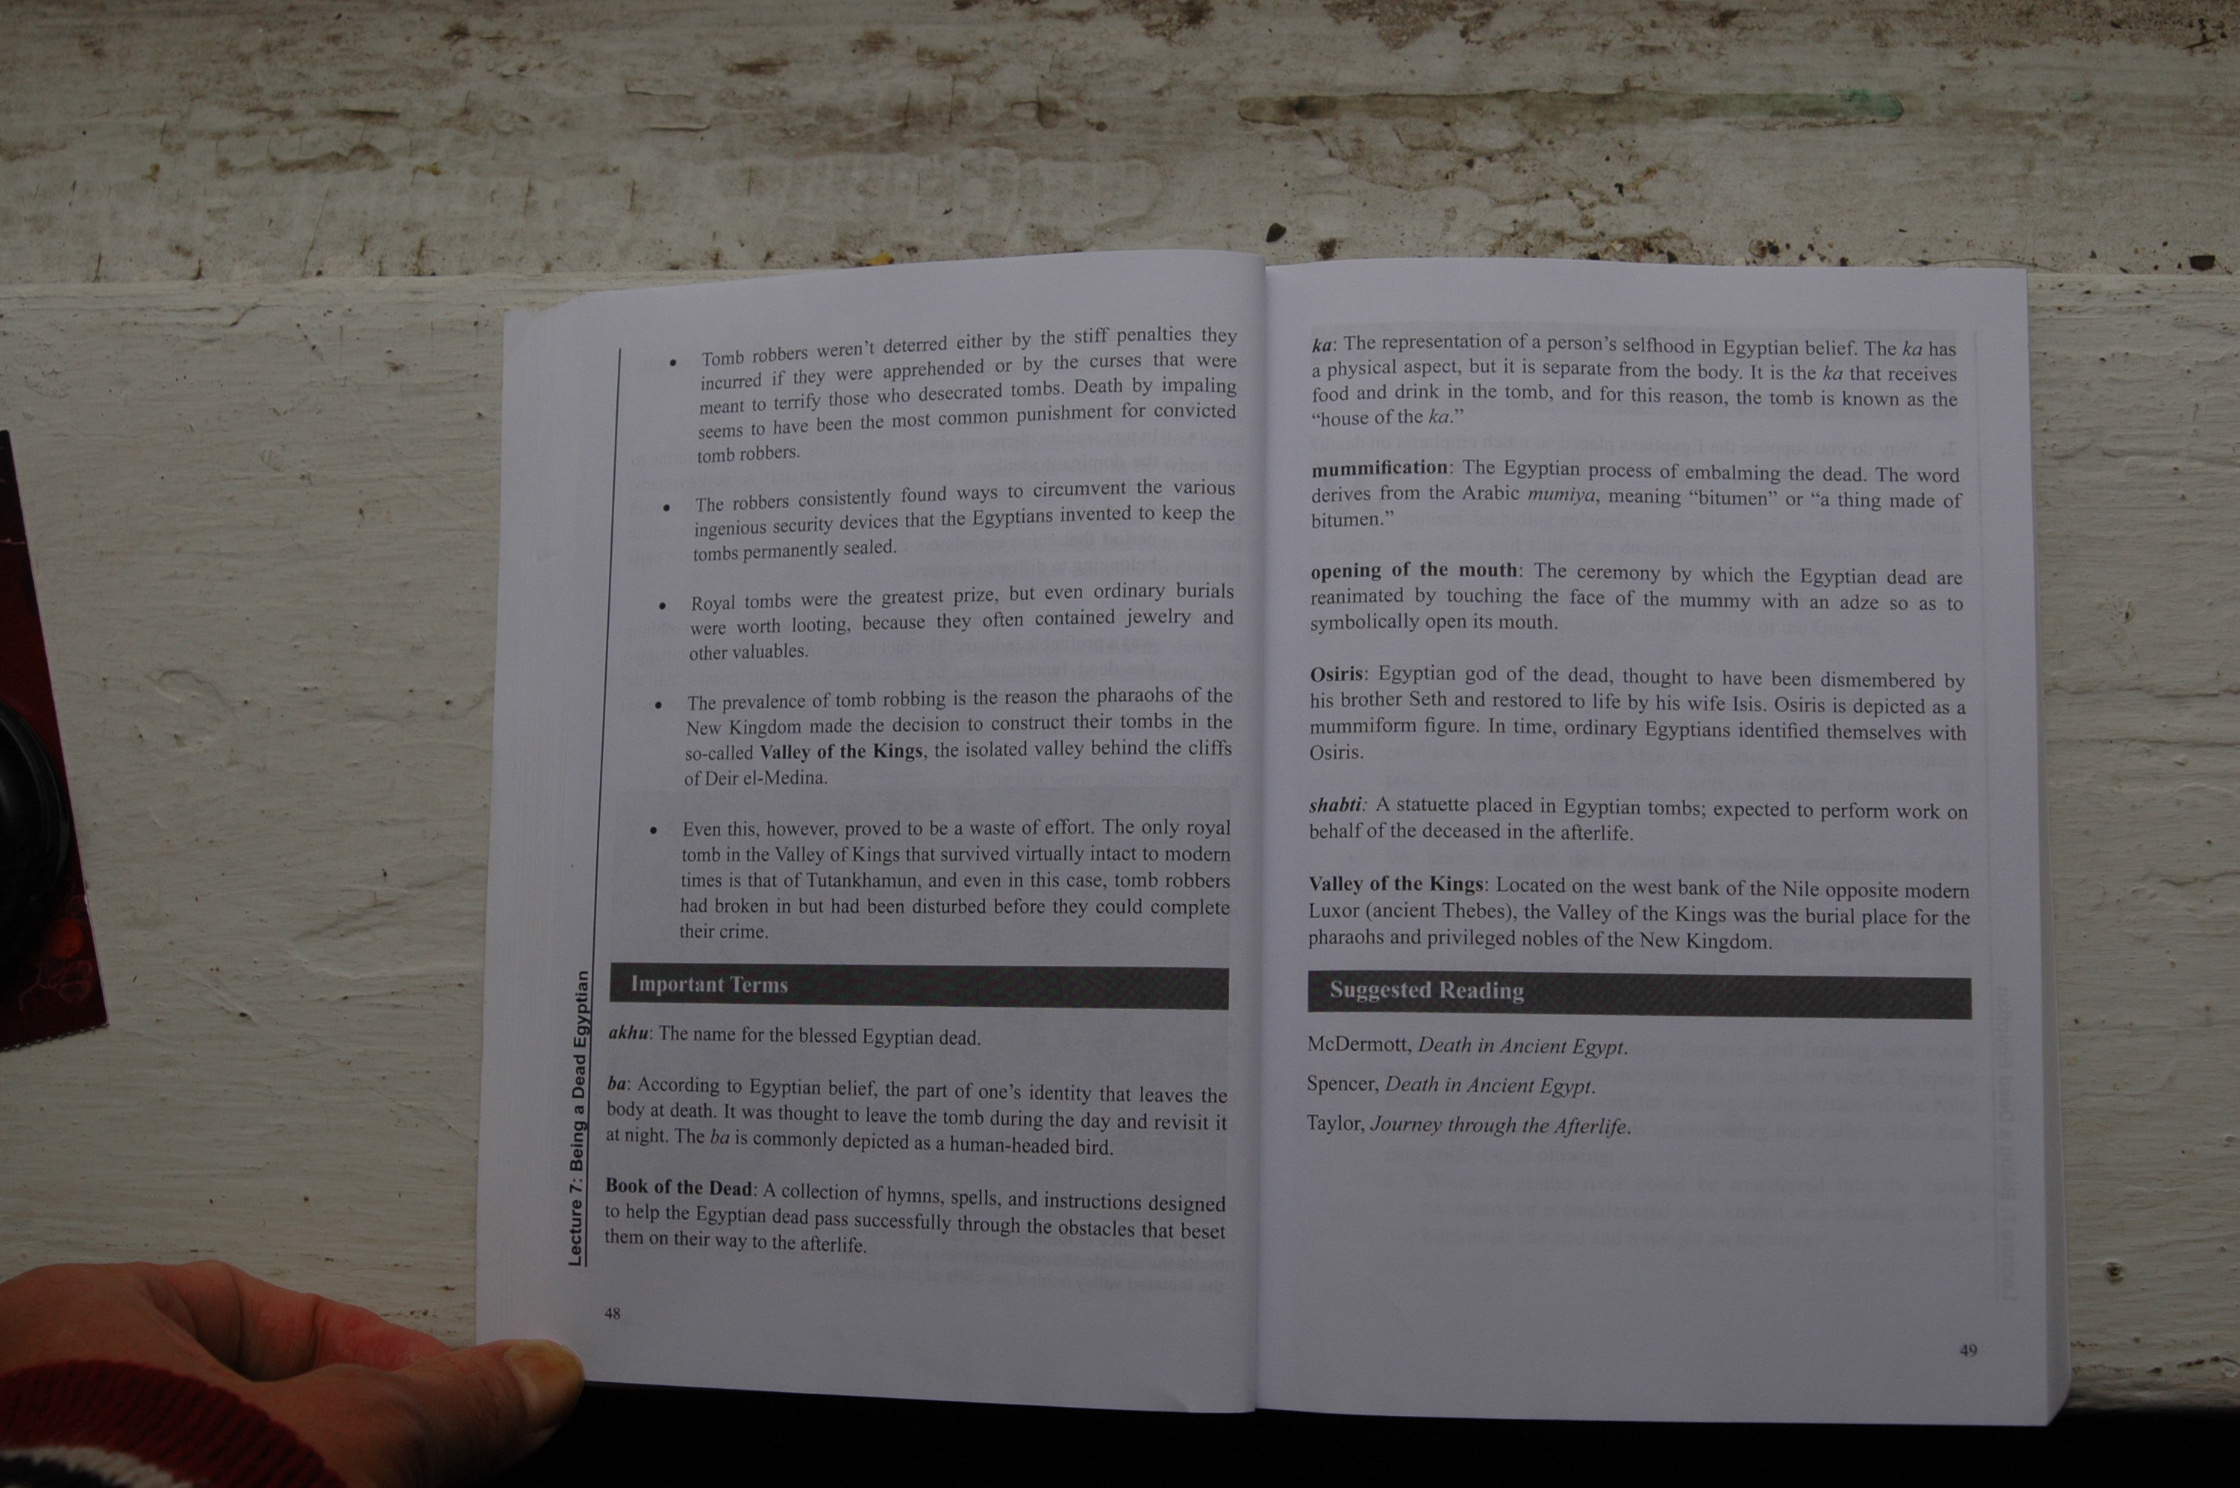 • Tomb robbers weren't deterred either by the stiff penalties they
incurred if they were apprehended or by the curses that were
meant to terrify those who desecrated tombs. Death by impaling
seems to have been the most common punishment for convicted
tomb robbers.
• The robbers consistently found ways to circumvent the various
ingenious security devices that the Egyptians invented to keep the
tombs permanently sealed.
• Royal tombs were the greatest prize, but even ordinary burials
were worth looting, because they often contained jewelry and
other valuables.
• The prevalence of tomb robbing is the reason the pharaohs of the
New Kingdom made the decision to construct their tombs in the
so-called Valley of the Kings, the isolated valley behind the cliffs
of Deir el-Medina.
• Even this, however, proved to be a waste of effort. The only royal
tomb in the Valley of Kings that survived virtually intact to modern
times is that of Tutankhamun, and even in this case, tomb robbers
had broken in but had been disturbed before they could complete
their crime.
Important Terms
akhu: The name for the blessed Egyptian dead.
ba: According to Egyptian belief, the part of one's identity that leaves the
body at death. It was thought to leave the tomb during the day and revisit it
at night. The ba is commonly depicted as a human-headed bird.
Book of the Dead: A collection of hymns, spells, and instructions designed
to help the Egyptian dead pass successfully through the obstacles that beset
them on their way to the afterlife.
Lecture 7: Being a Dead Egyptian
48
ka: The representation of a person's selfhood in Egyptian belief. The ka has
a physical aspect, but it is separate from the body. It is the ka that receives
food and drink in the tomb, and for this reason, the tomb is known as the
"house of the ka."
mummification: The Egyptian process of embalming the dead. The word
derives from the Arabic mumiya, meaning "bitumen" or "a thing made of
bitumen."
opening of the mouth: The ceremony by which the Egyptian dead are
reanimated by touching the face of the mummy with an adze so as to
symbolically open its mouth.
Osiris: Egyptian god of the dead, thought to have been dismembered by
his brother Seth and restored to life by his wife Isis. Osiris is depicted as a
mummiform figure. In time, ordinary Egyptians identified themselves with
Osiris.
shabti: A statuette placed in Egyptian tombs; expected to perform work on
behalf of the deceased in the afterlife.
Valley of the Kings: Located on the west bank of the Nile opposite modern
Luxor (ancient Thebes), the Valley of the Kings was the burial place for the
pharaohs and privileged nobles of the New Kingdom.
Suggested Reading
McDermott, Death in Ancient Egypt.
Spencer, Death in Ancient Egypt.
Taylor, Journey through the Afterlife.
49